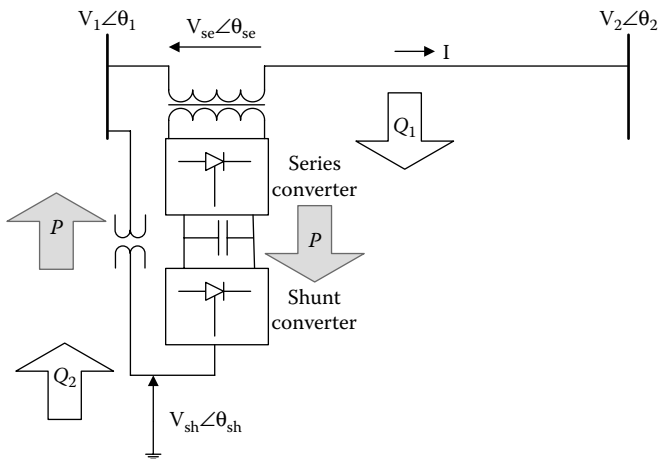 V₁∠θ₁
Vse∠θse
I
V₂∠θ₂
Q₁
Series
converter
P
P
Shunt
converter
Q₂
Vsh∠θsh